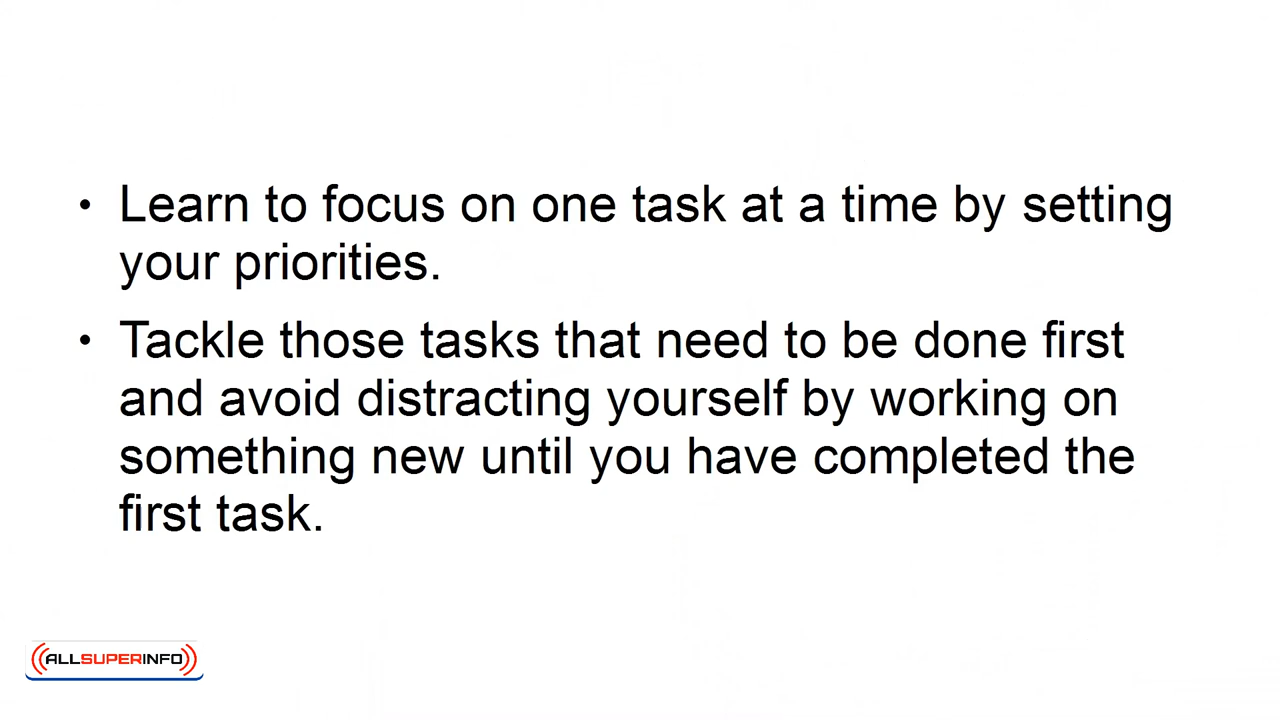 • Learn to focus on one task at a time by setting
your priorities.
• Tackle those tasks that need to be done first
and avoid distracting yourself by working on
something new until you have completed the
first task.
ALLSUPERINFO